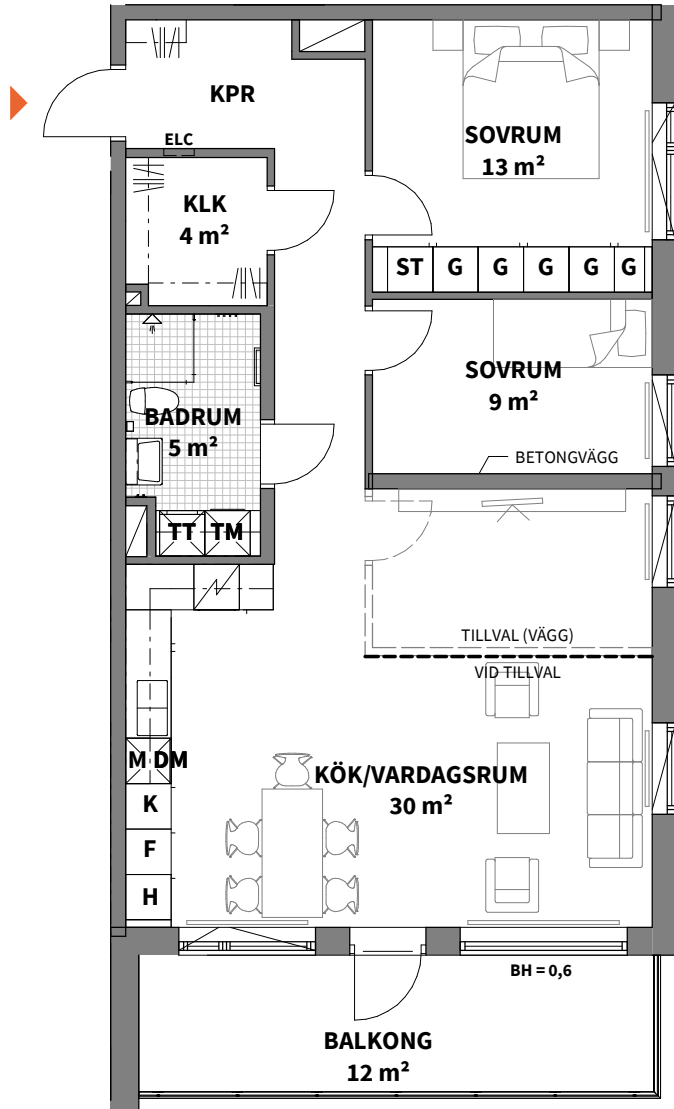 KPR
SOVRUM
13 m²
ELC
KLK
4 m²
ST G G G G G
SOVRUM
9 m²
BADRUM
5 m²
BETONGVÄGG
TT TM
TILLVAL (VÄGG)
VID TILLVAL
M DM
KÖK/VARDAGSRUM
30 m²
K
F
H
BH = 0,6
BALKONG
12 m²